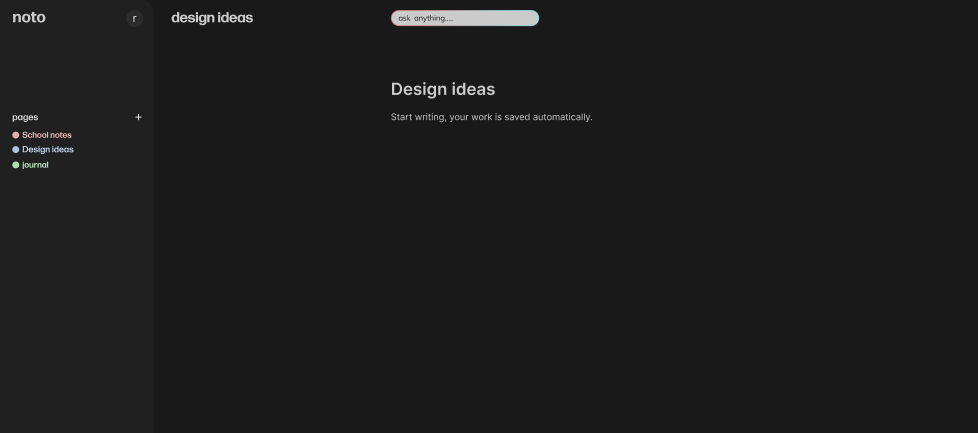 noto
r
design ideas
ask anything....
Design ideas
Start writing, your work is saved automatically.
pages +
School notes
Design ideas
journal